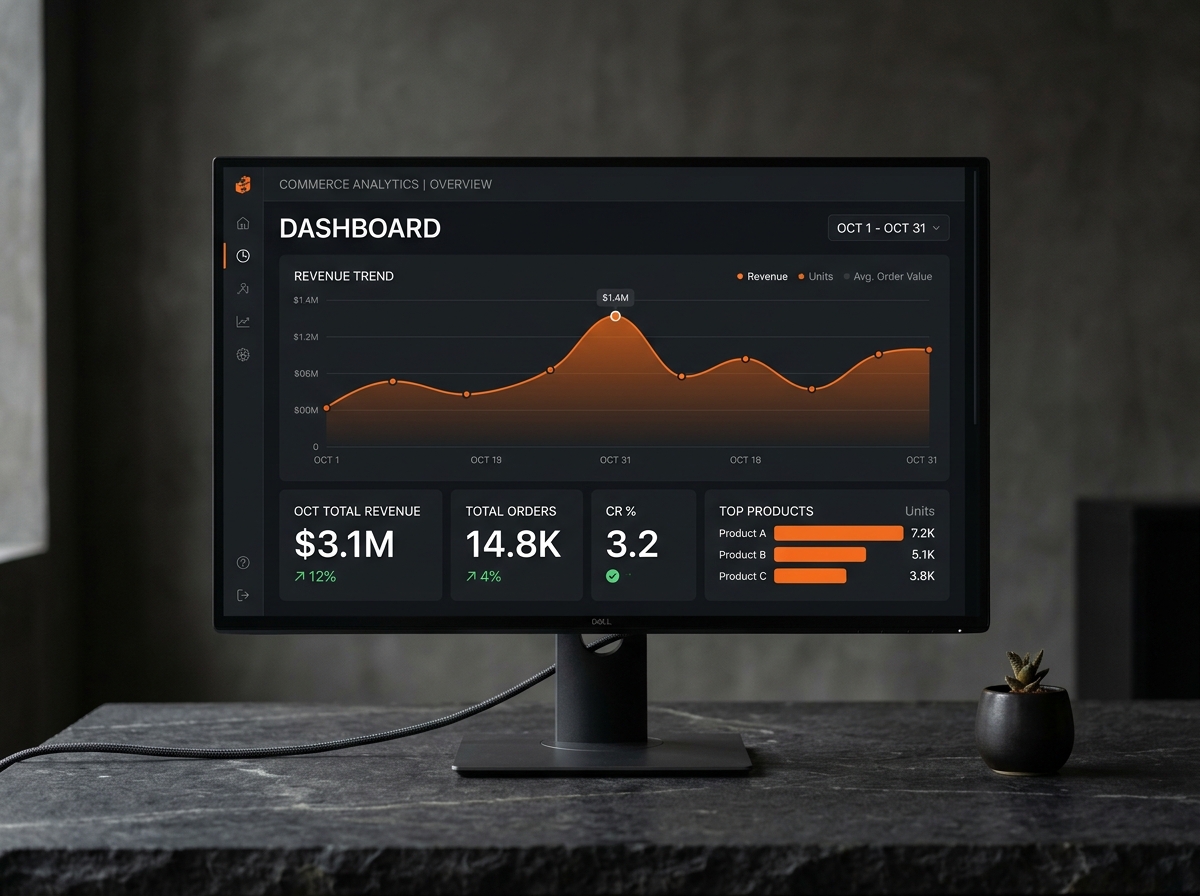 COMMERCE ANALYTICS | OVERVIEW
DASHBOARD
OCT 1 - OCT 31
REVENUE TREND
Revenue
Units
Avg. Order Value
$1.4M
$1.4M
$1.2M
$06M
$00M
0
OCT 1
OCT 19
OCT 31
OCT 18
OCT 31
OCT TOTAL REVENUE
$3.1M
12%
TOTAL ORDERS
14.8K
4%
CR %
3.2
TOP PRODUCTS
Units
Product A 7.2K
Product B 5.1K
Product C 3.8K
DELL